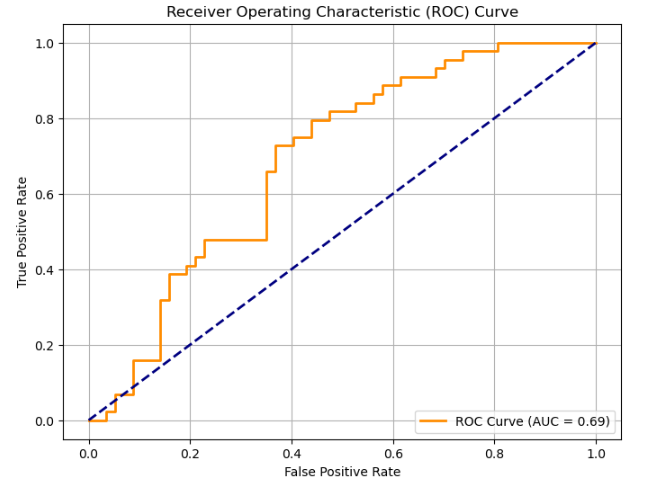 Receiver Operating Characteristic (ROC) Curve
1.0
0.8
0.6
0.4
0.2
0.0
True Positive Rate
ROC Curve (AUC = 0.69)
0.0 0.2 0.4 0.6 0.8 1.0
False Positive Rate